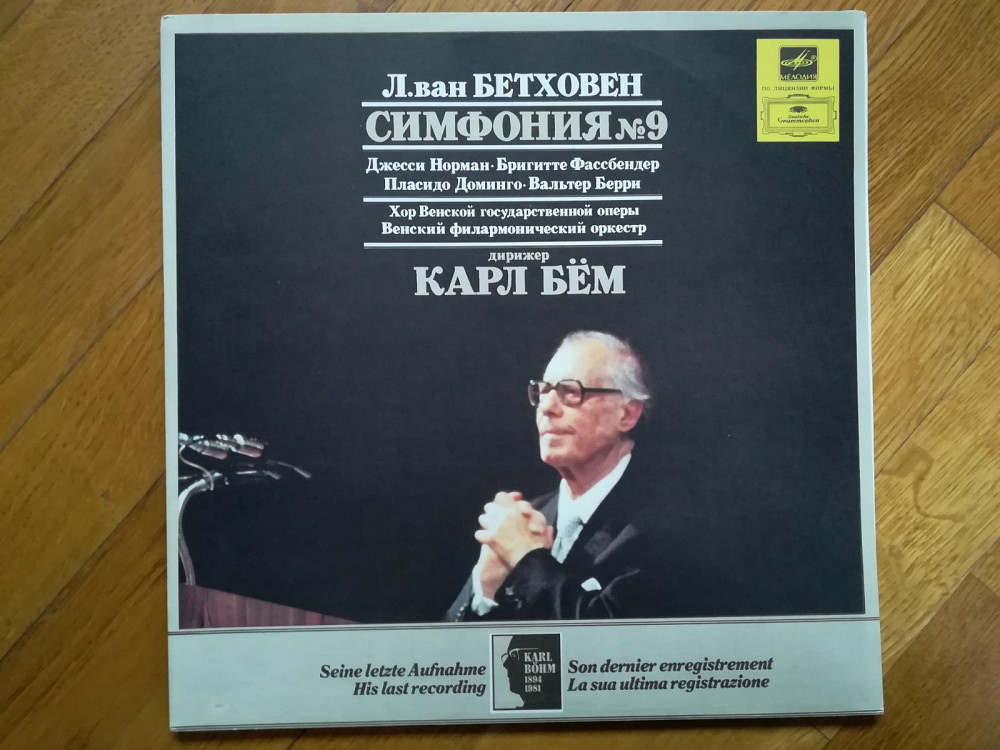 Л.ван БЕТХОВЕН
СИМФОНИЯ №9
Джесси Норман·Бригитте Фассбендер
Пласидо Доминго·Вальтер Берри
Хор Венской государственной оперы
Венский филармонический оркестр
дирижер
КАРЛ БЁМ
МЕЛОДИЯ
ПО ЛИЦЕНЗИИ ФИРМЫ
Deutsche
Grammophon
Seine letzte Aufnahme
His last recording
KARL
BÖHM
1894
1981
Son dernier enregistrement
La sua ultima registrazione